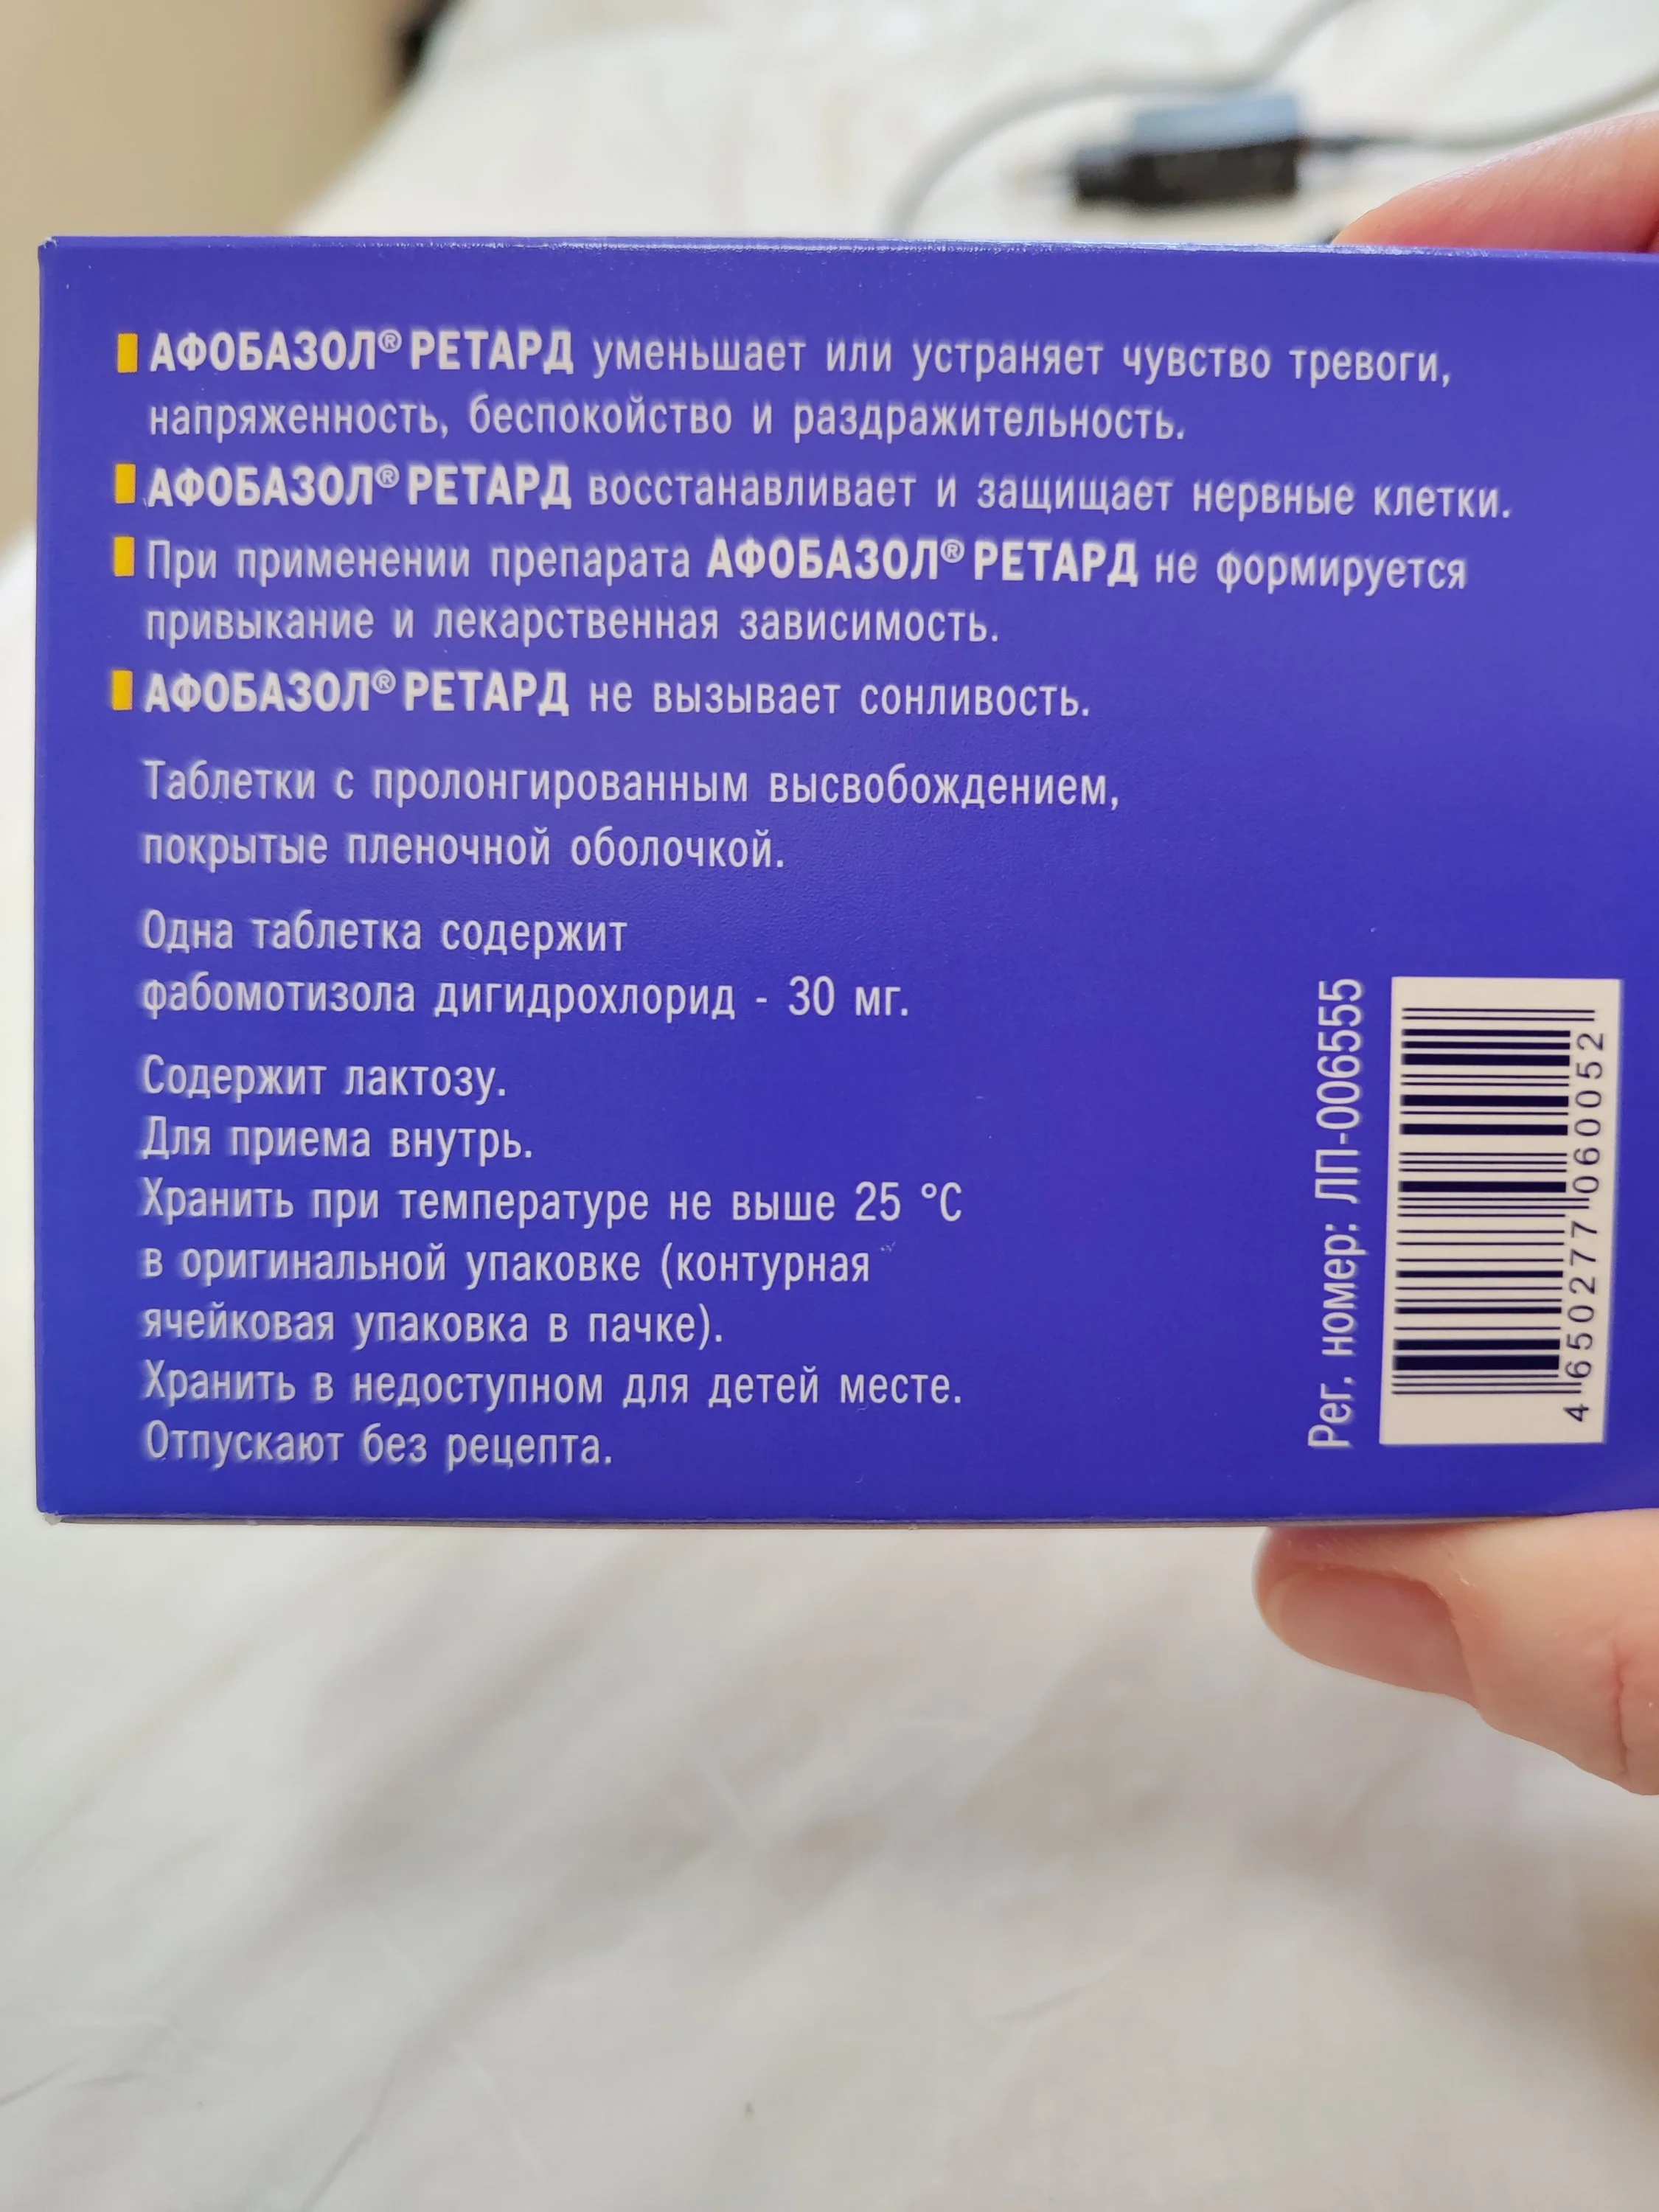 АФОБАЗОЛ® РЕТАРД уменьшает или устраняет чувство тревоги,
напряженность, беспокойство и раздражительность.
АФОБАЗОЛ® РЕТАРД восстанавливает и защищает нервные клетки.
При применении препарата АФОБАЗОЛ® РЕТАРД не формируется
привыкание и лекарственная зависимость.
АФОБАЗОЛ® РЕТАРД не вызывает сонливость.
Таблетки с пролонгированным высвобождением,
покрытые пленочной оболочкой.
Одна таблетка содержит
фабомотизола дигидрохлорид - 30 мг.
Содержит лактозу.
Для приема внутрь.
Хранить при температуре не выше 25 °С
в оригинальной упаковке (контурная
ячейковая упаковка в пачке).
Хранить в недоступном для детей месте.
Отпускают без рецепта.
Рег. номер: ЛП-006555
4 650277 060052